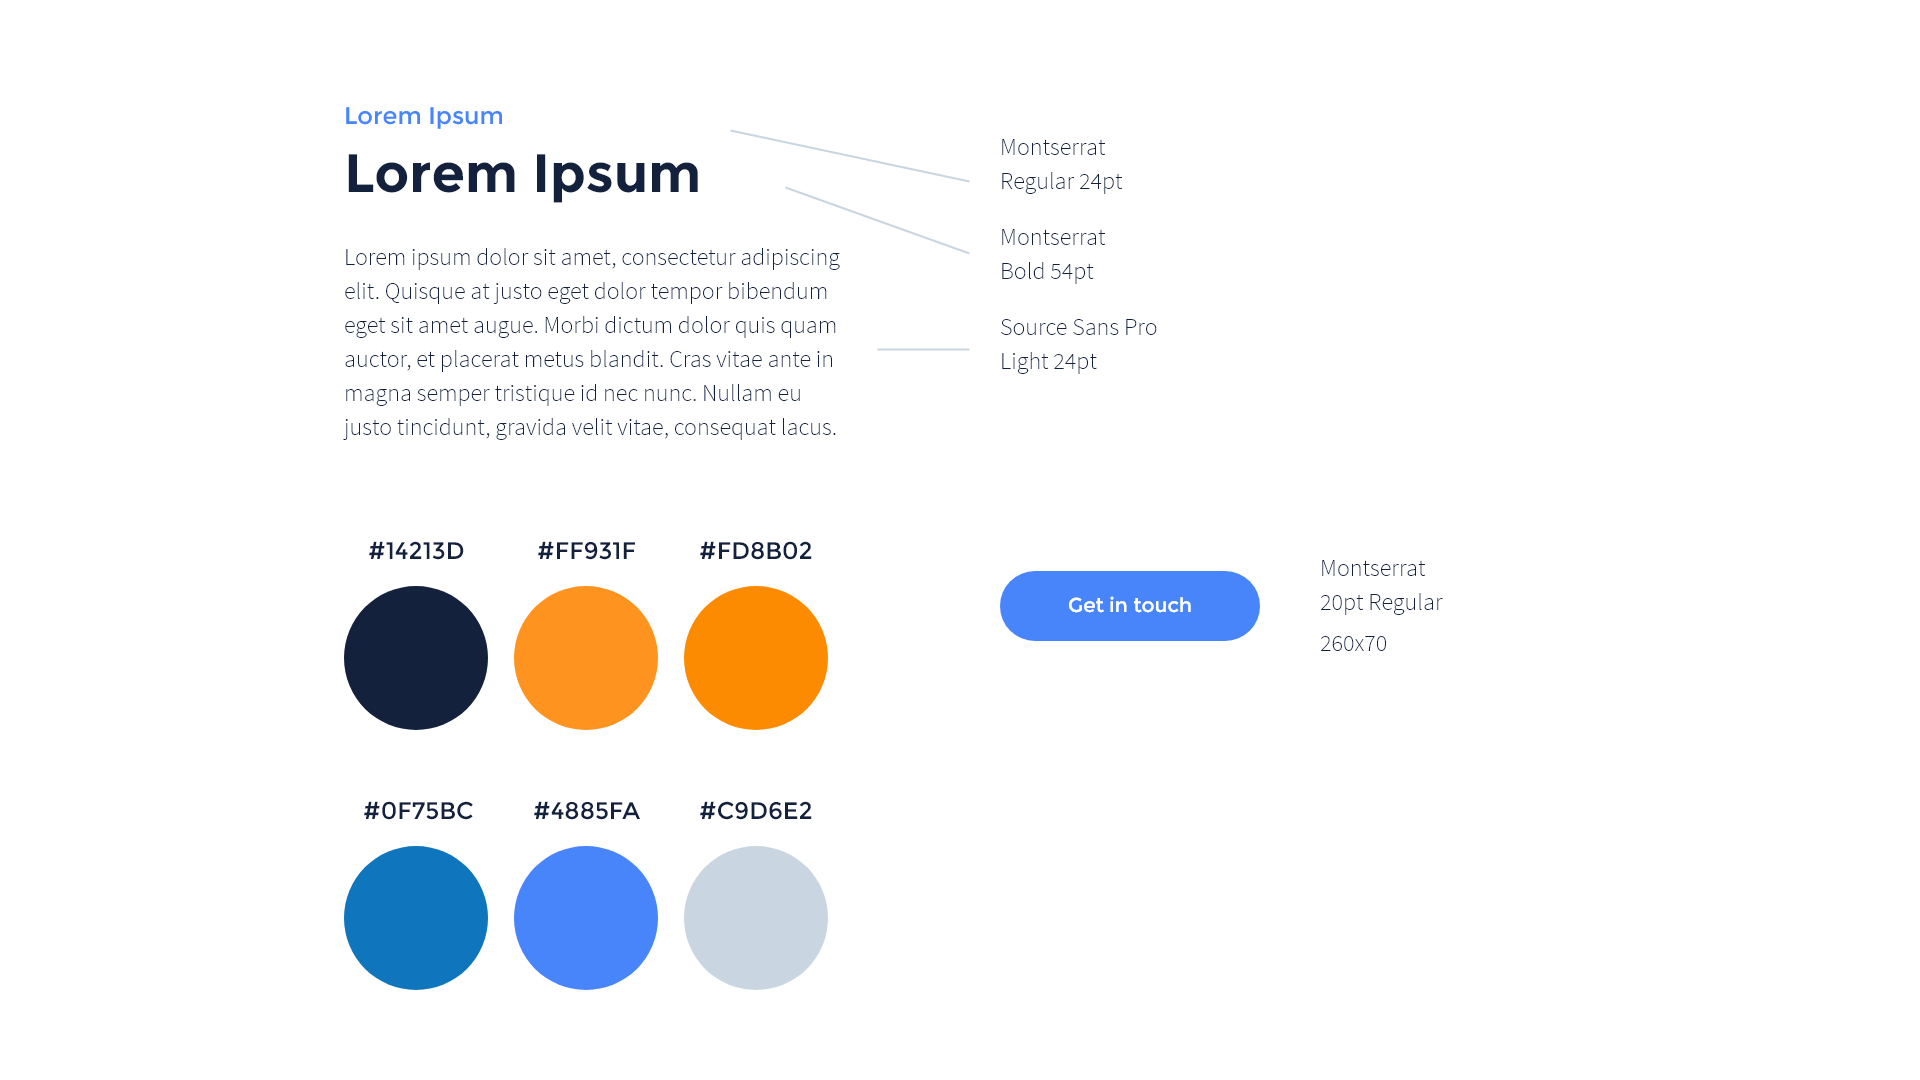 Lorem Ipsum
Lorem Ipsum
Lorem ipsum dolor sit amet, consectetur adipiscing
elit. Quisque at justo eget dolor tempor bibendum
eget sit amet augue. Morbi dictum dolor quis quam
auctor, et placerat metus blandit. Cras vitae ante in
magna semper tristique id nec nunc. Nullam eu
justo tincidunt, gravida velit vitae, consequat lacus.
Montserrat
Regular 24pt
Montserrat
Bold 54pt
Source Sans Pro
Light 24pt
#14213D
#FF931F
#FD8B02
#0F75BC
#4885FA
#C9D6E2
Get in touch
Montserrat
20pt Regular
260x70